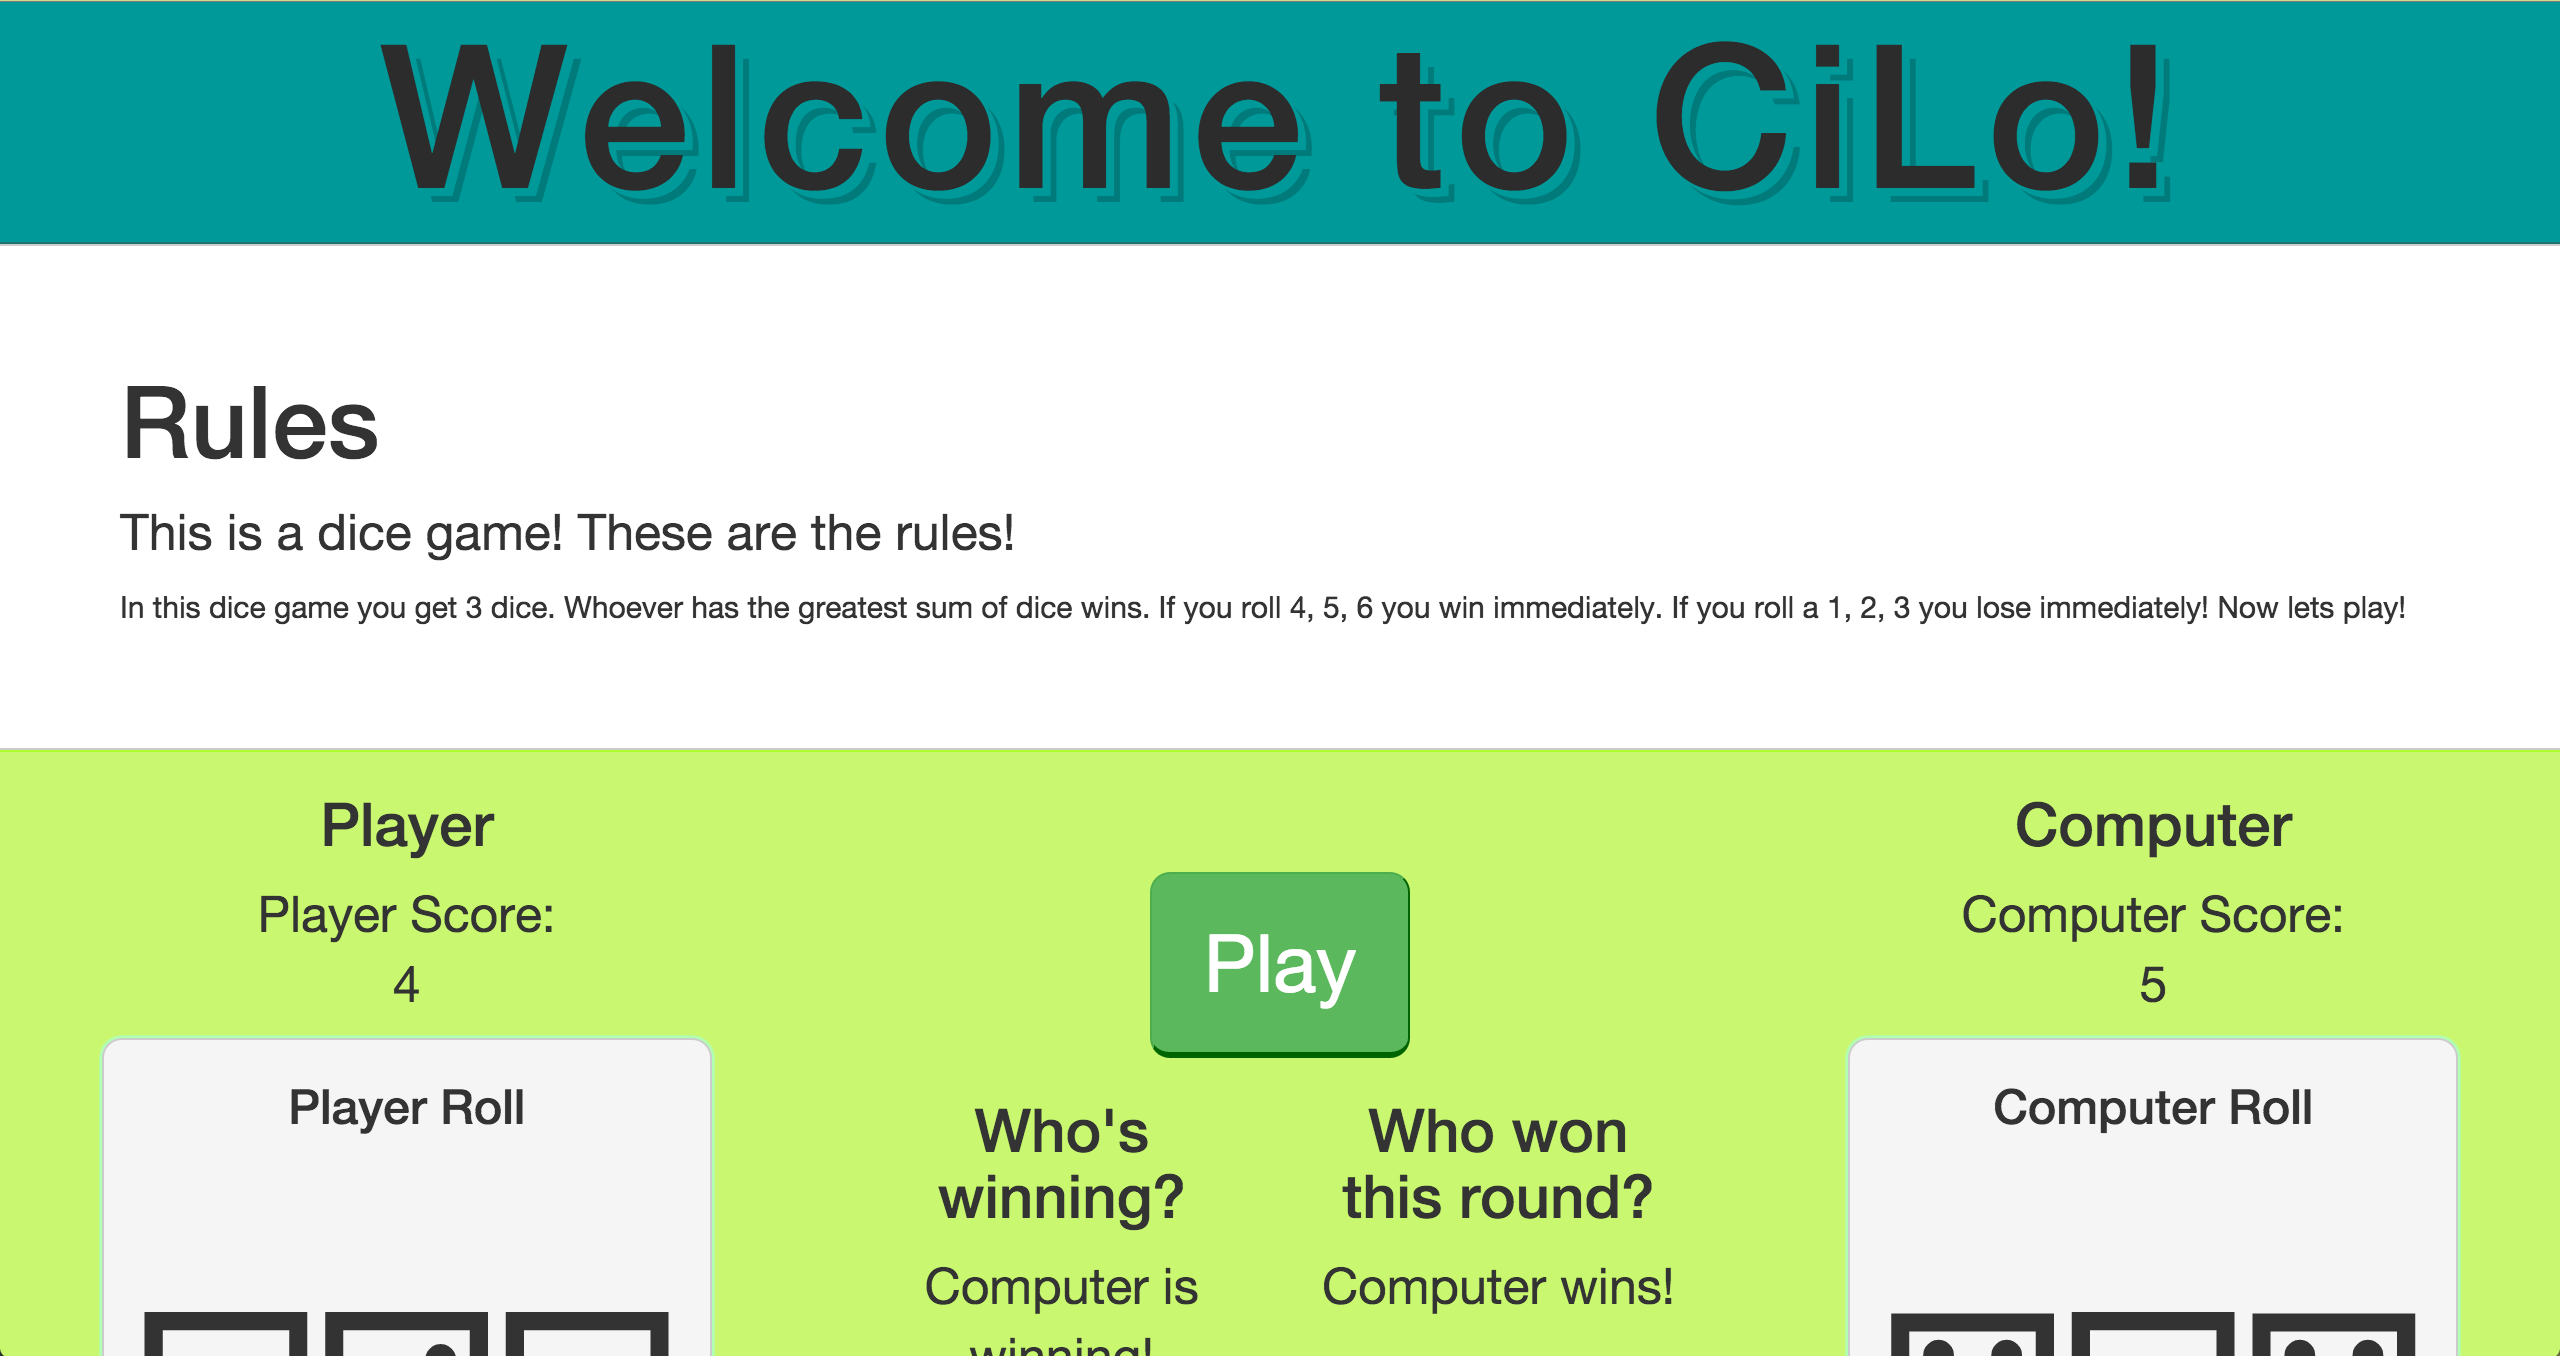 Welcome to CiLo!
Rules
This is a dice game! These are the rules!
In this dice game you get 3 dice. Whoever has the greatest sum of dice wins. If you roll 4, 5, 6 you win immediately. If you roll a 1, 2, 3 you lose immediately! Now lets play!
Player
Player Score:
4
Player Roll
Play
Who's
winning?
Computer is
winning!
Who won
this round?
Computer wins!
Computer
Computer Score:
5
Computer Roll